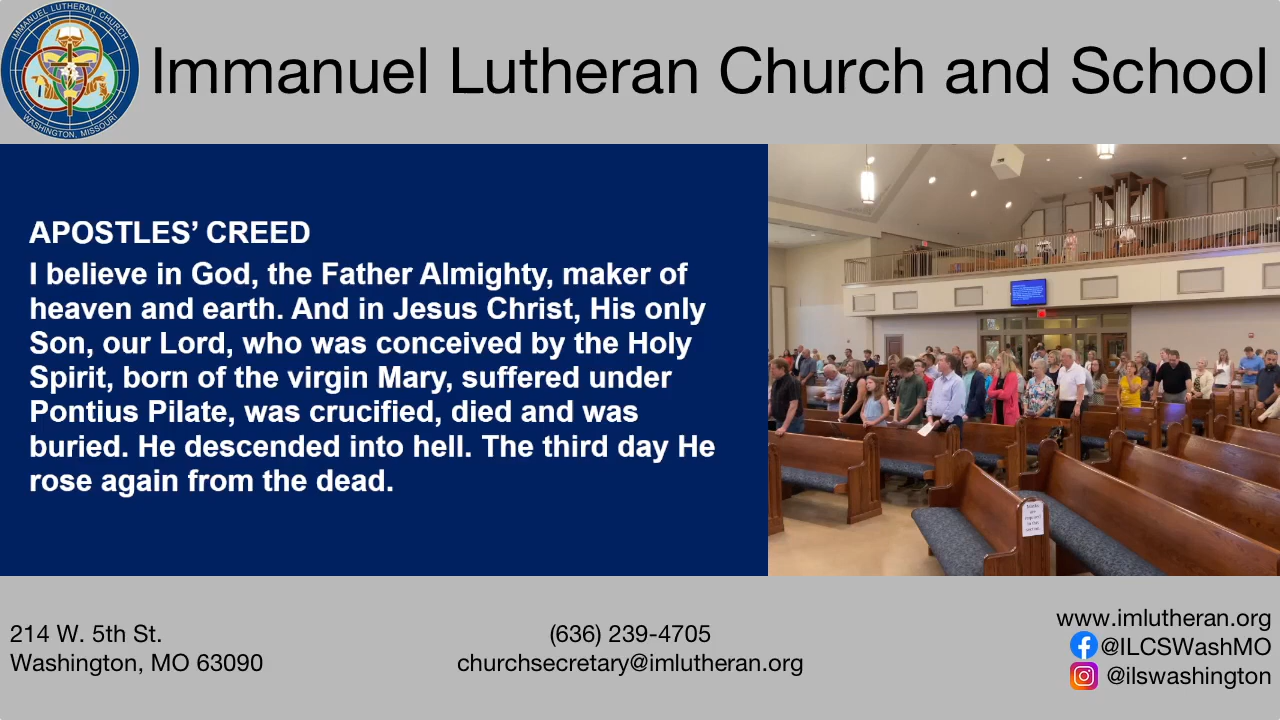 IMMANUEL LUTHERAN CHURCH
WASHINGTON, MISSOURI
Immanuel Lutheran Church and School
APOSTLES’ CREED
I believe in God, the Father Almighty, maker of
heaven and earth. And in Jesus Christ, His only
Son, our Lord, who was conceived by the Holy
Spirit, born of the virgin Mary, suffered under
Pontius Pilate, was crucified, died and was
buried. He descended into hell. The third day He
rose again from the dead.
214 W. 5th St.
Washington, MO 63090
(636) 239-4705
churchsecretary@imlutheran.org
www.imlutheran.org
@ILCSWashMO
@ilswashington